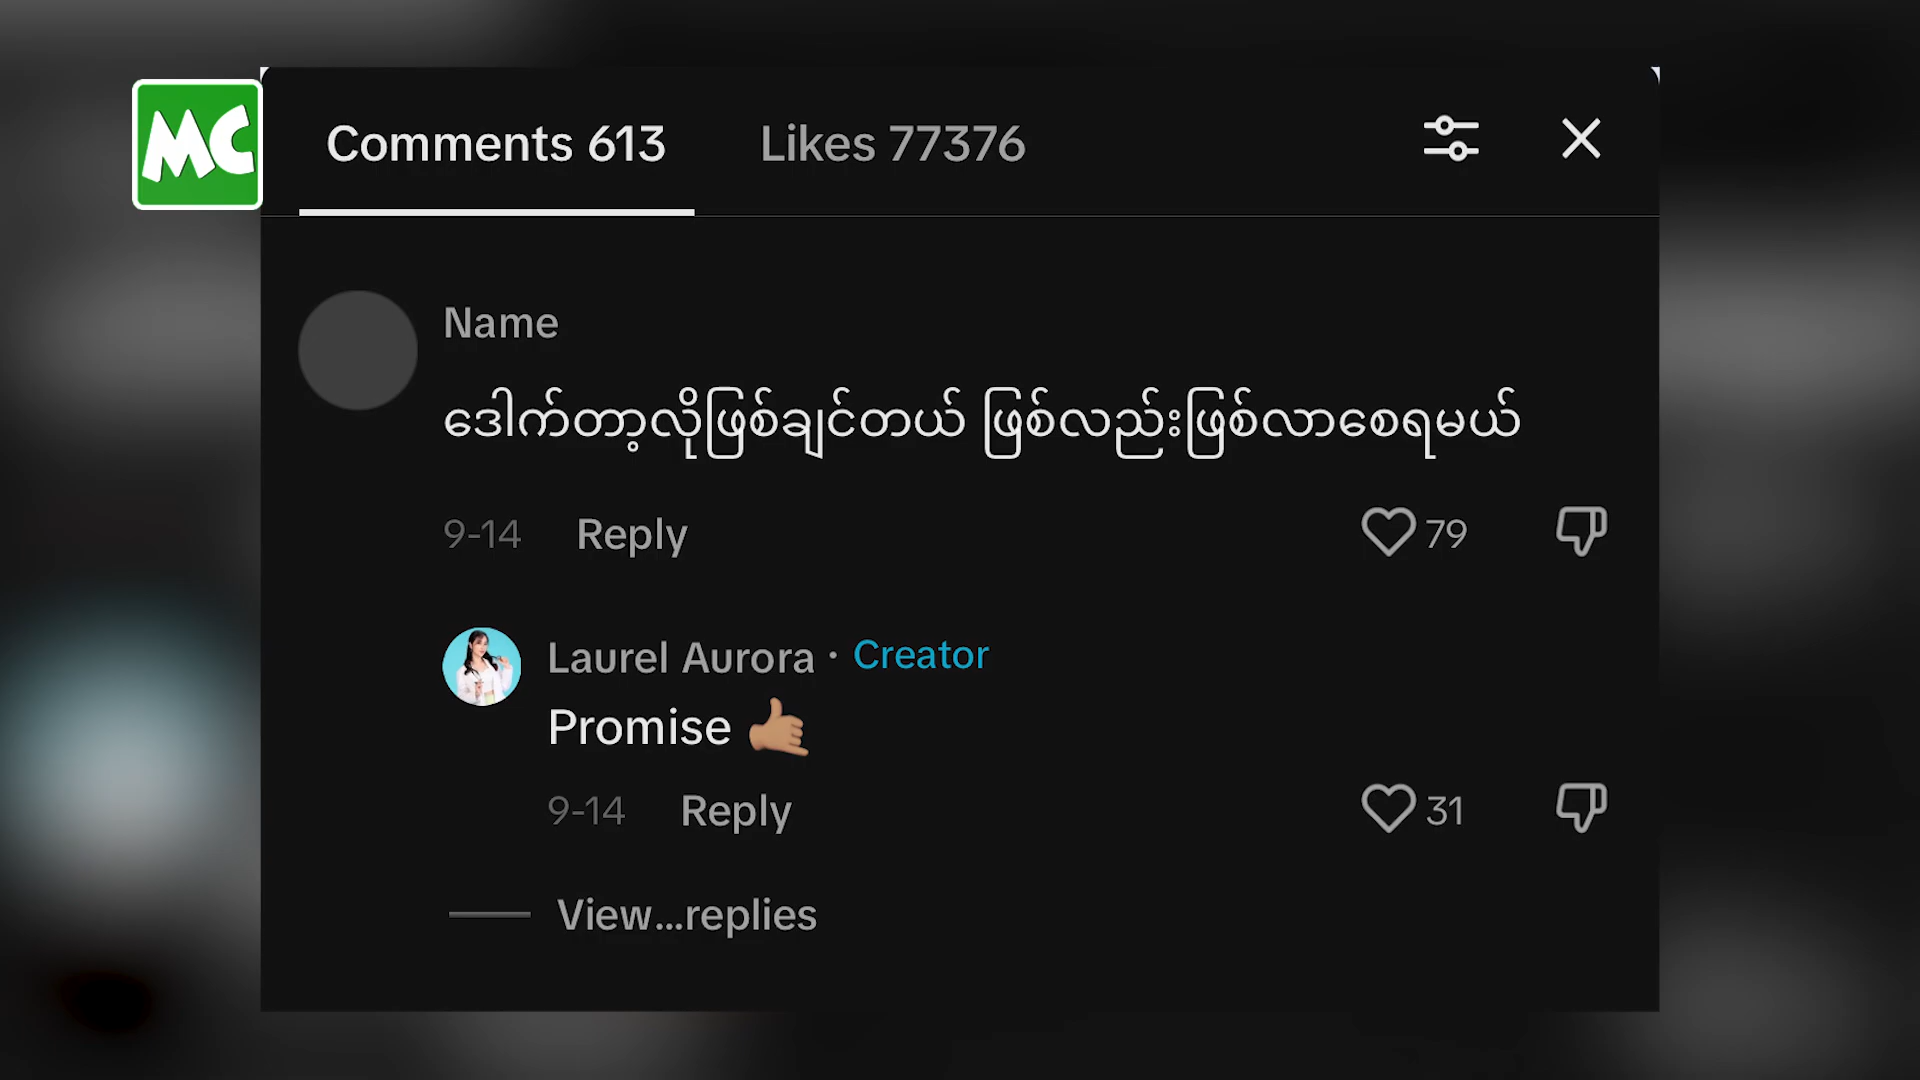 MC
Comments 613
Likes 77376
Name
ဒေါက်တာ့လိုဖြစ်ချင်တယ် ဖြစ်လည်းဖြစ်လာစေရမယ်
9-14 Reply 79
Laurel Aurora · Creator
Promise 🤙🏽
9-14 Reply 31
View...replies